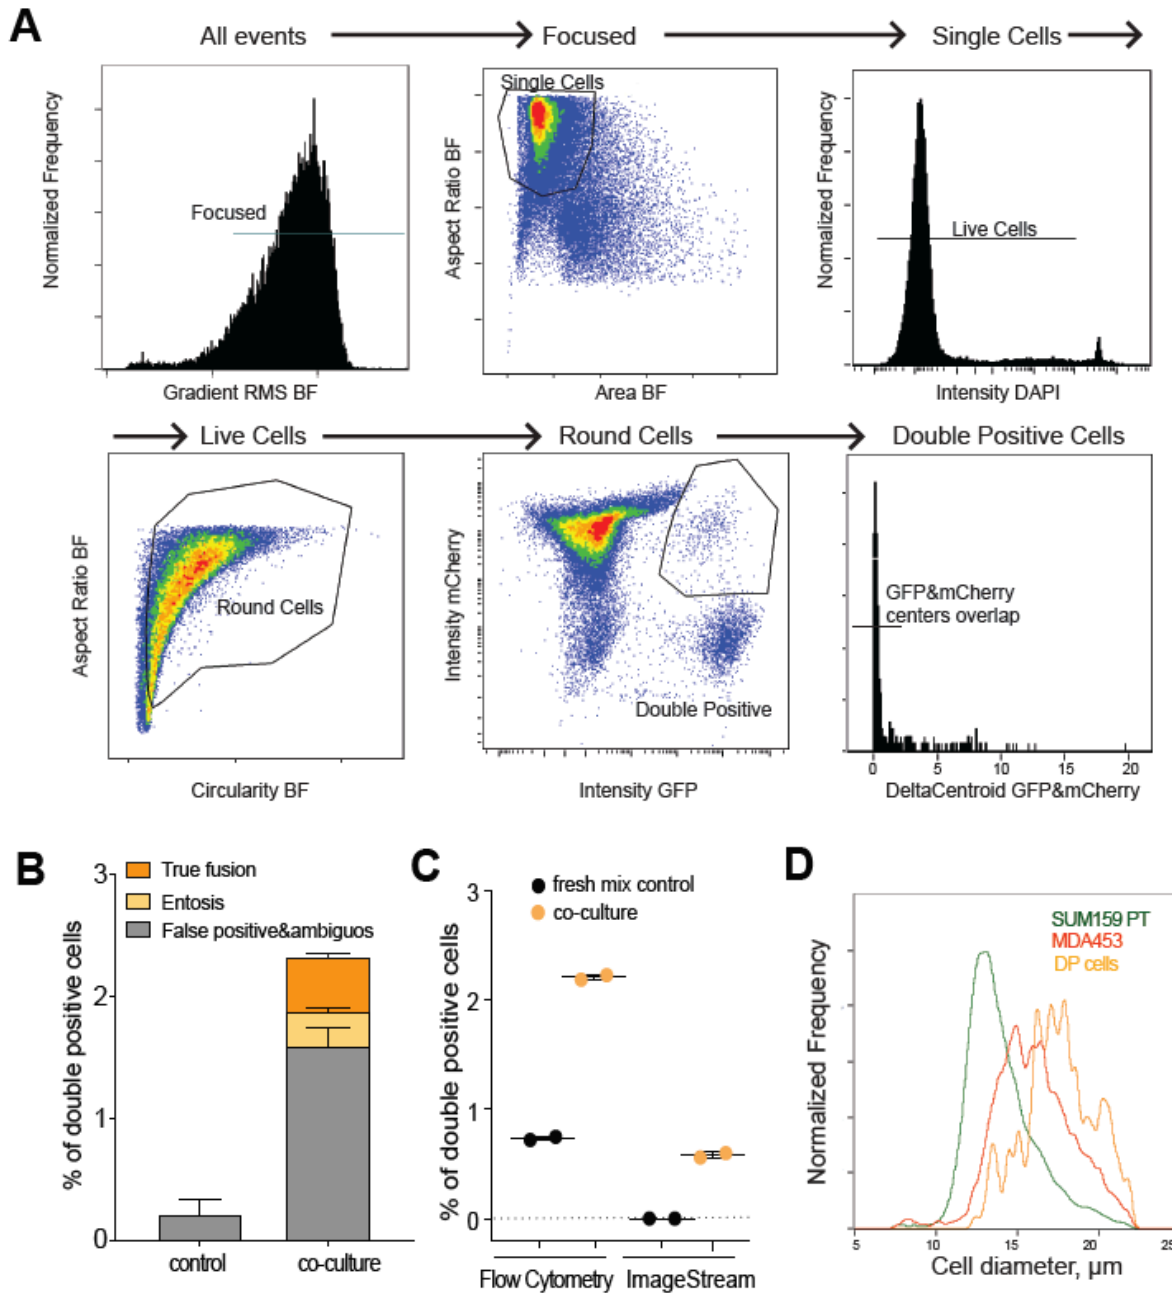 A
All events
Focused
Single Cells
Normalized Frequency
Focused
Gradient RMS BF
Single Cells
Aspect Ratio BF
Area BF
Normalized Frequency
Live Cells
Intensity DAPI
Live Cells
Round Cells
Double Positive Cells
Aspect Ratio BF
Round Cells
Circularity BF
Intensity mCherry
Double Positive
Intensity GFP
GFP&mCherry
centers overlap
0 5 10 15 20
DeltaCentroid GFP&mCherry
B
True fusion
Entosis
False positive&ambiguos
% of double positive cells
3
2
1
0
control
co-culture
C
fresh mix control
co-culture
% of double positive cells
3
2
1
0
Flow Cytometry
ImageStream
D
SUM159 PT
MDA453
DP cells
Normalized Frequency
5 10 15 20 25
Cell diameter, µm